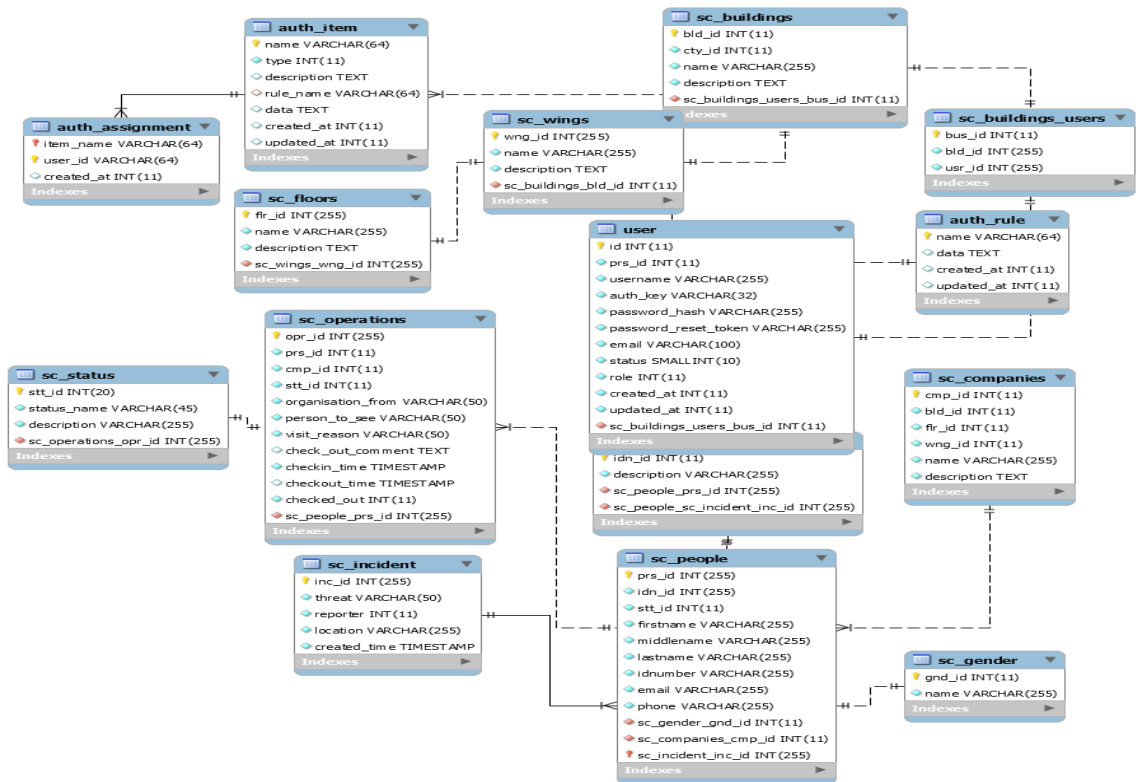 auth_item
name VARCHAR(64)
type INT(11)
description TEXT
rule_name VARCHAR(64)
data TEXT
created_at INT(11)
updated_at INT(11)
Indexes
sc_buildings
bld_id INT(11)
cty_id INT(11)
name VARCHAR(255)
description TEXT
sc_buildings_users_bus_id INT(11)
Indexes
auth_assignment
item_name VARCHAR(64)
user_id VARCHAR(64)
created_at INT(11)
Indexes
sc_wings
wng_id INT(255)
name VARCHAR(255)
description TEXT
sc_buildings_bld_id INT(11)
Indexes
sc_buildings_users
bus_id INT(11)
bld_id INT(255)
usr_id INT(255)
Indexes
sc_floors
flr_id INT(255)
name VARCHAR(255)
description TEXT
sc_wings_wng_id INT(255)
Indexes
user
id INT(11)
prs_id INT(11)
username VARCHAR(255)
auth_key VARCHAR(32)
password_hash VARCHAR(255)
password_reset_token VARCHAR(255)
email VARCHAR(100)
status SMALLINT(10)
role INT(11)
created_at INT(11)
updated_at INT(11)
sc_buildings_users_bus_id INT(11)
Indexes
auth_rule
name VARCHAR(64)
data TEXT
created_at INT(11)
updated_at INT(11)
Indexes
sc_operations
opr_id INT(255)
prs_id INT(11)
cmp_id INT(11)
stt_id INT(11)
organisation_from VARCHAR(50)
person_to_see VARCHAR(50)
visit_reason VARCHAR(50)
check_out_comment TEXT
checkin_time TIMESTAMP
checkout_time TIMESTAMP
checked_out INT(11)
sc_people_prs_id INT(255)
Indexes
sc_status
stt_id INT(20)
status_name VARCHAR(45)
description VARCHAR(255)
sc_operations_opr_id INT(255)
Indexes
sc_companies
cmp_id INT(11)
bld_id INT(11)
flr_id INT(11)
wng_id INT(11)
name VARCHAR(255)
description TEXT
Indexes
idn_id INT(11)
description VARCHAR(255)
sc_people_prs_id INT(255)
sc_people_sc_incident_inc_id INT(255)
Indexes
sc_incident
inc_id INT(255)
threat VARCHAR(50)
reporter INT(11)
location VARCHAR(255)
created_time TIMESTAMP
Indexes
sc_people
prs_id INT(255)
idn_id INT(255)
stt_id INT(11)
firstname VARCHAR(255)
middlename VARCHAR(255)
lastname VARCHAR(255)
idnumber VARCHAR(255)
email VARCHAR(255)
phone VARCHAR(255)
sc_gender_gnd_id INT(11)
sc_companies_cmp_id INT(11)
sc_incident_inc_id INT(255)
Indexes
sc_gender
gnd_id INT(11)
name VARCHAR(255)
Indexes